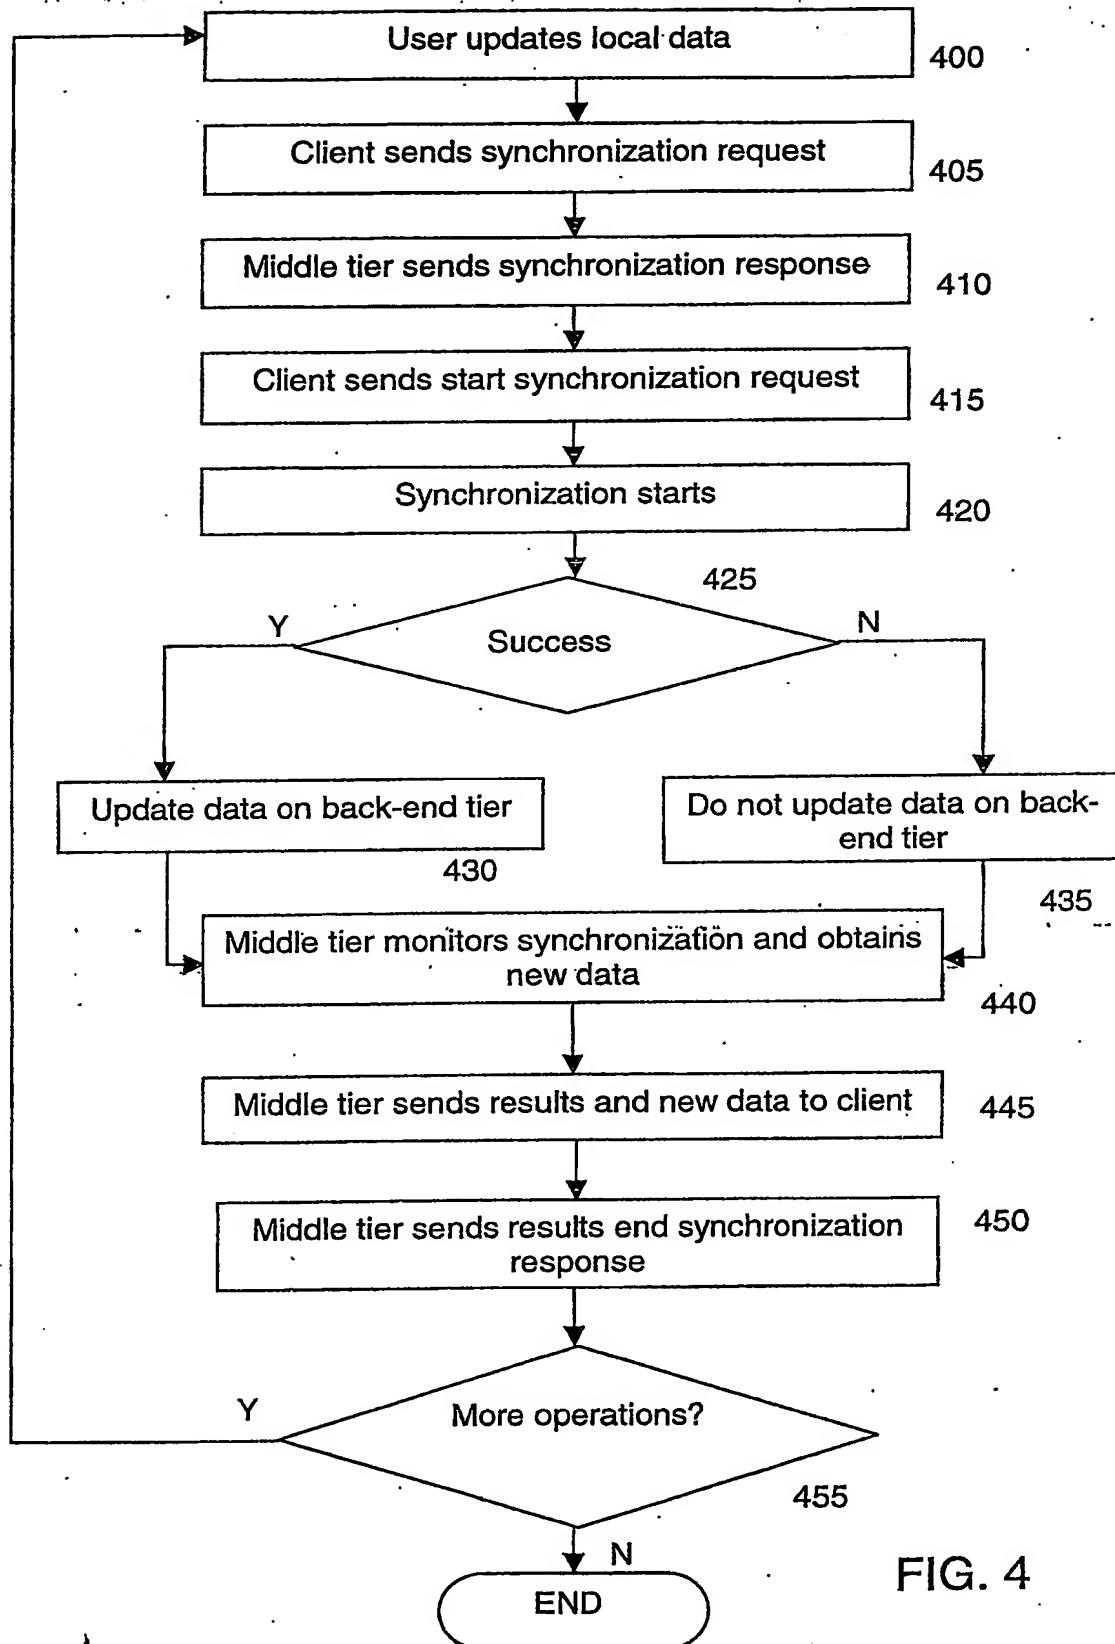 User updates local data
400
Client sends synchronization request
405
Middle tier sends synchronization response
410
Client sends start synchronization request
415
Synchronization starts
420
425
Y
Success
N
Update data on back-end tier
430
Do not update data on back-
end tier
435
Middle tier monitors synchronization and obtains
new data
440
Middle tier sends results and new data to client
445
Middle tier sends results end synchronization
response
450
Y
More operations?
455
N
END
FIG. 4